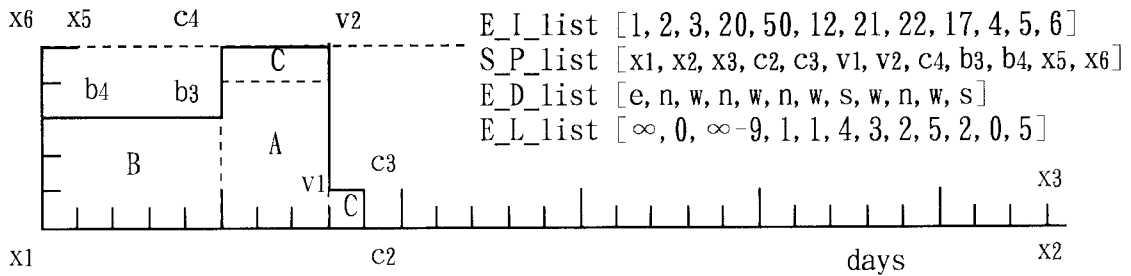 x6 x5 c4 v2
E_I_list [1, 2, 3, 20, 50, 12, 21, 22, 17, 4, 5, 6]
S_P_list [x1, x2, x3, c2, c3, v1, v2, c4, b3, b4, x5, x6]
E_D_list [e, n, w, n, w, n, w, s, w, n, w, s]
E_L_list [∞, 0, ∞-9, 1, 1, 4, 3, 2, 5, 2, 0, 5]
C
b4 b3
B A
v1 c3
C
x3
x1 c2 days x2